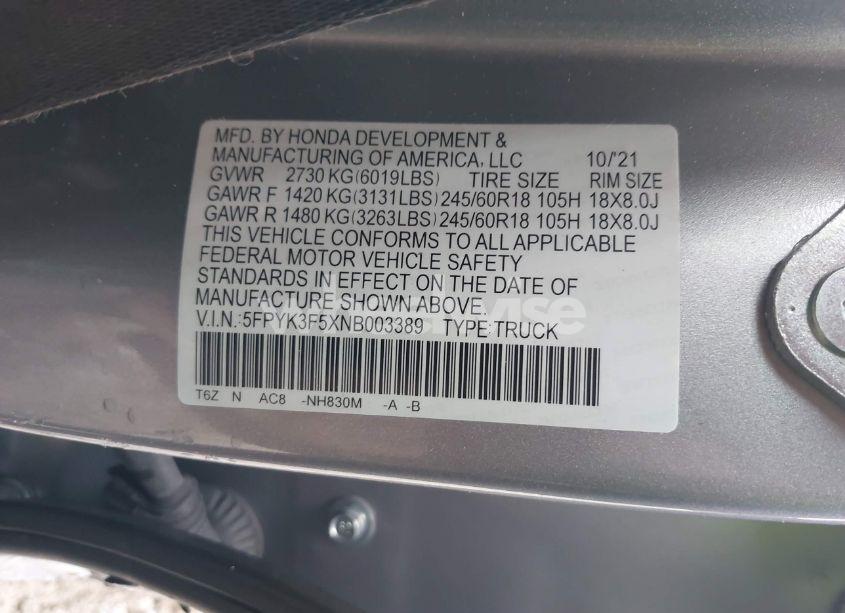 MFD. BY HONDA DEVELOPMENT &
MANUFACTURING OF AMERICA, LLC 10/'21
GVWR 2730 KG(6019LBS) TIRE SIZE RIM SIZE
GAWR F 1420 KG(3131LBS) 245/60R18 105H 18X8.0J
GAWR R 1480 KG(3263LBS) 245/60R18 105H 18X8.0J
THIS VEHICLE CONFORMS TO ALL APPLICABLE
FEDERAL MOTOR VEHICLE SAFETY
STANDARDS IN EFFECT ON THE DATE OF
MANUFACTURE SHOWN ABOVE.
V.I.N.:5FPYK3F5XNB003389 TYPE:TRUCK
T6Z N AC8 -NH830M -A -B